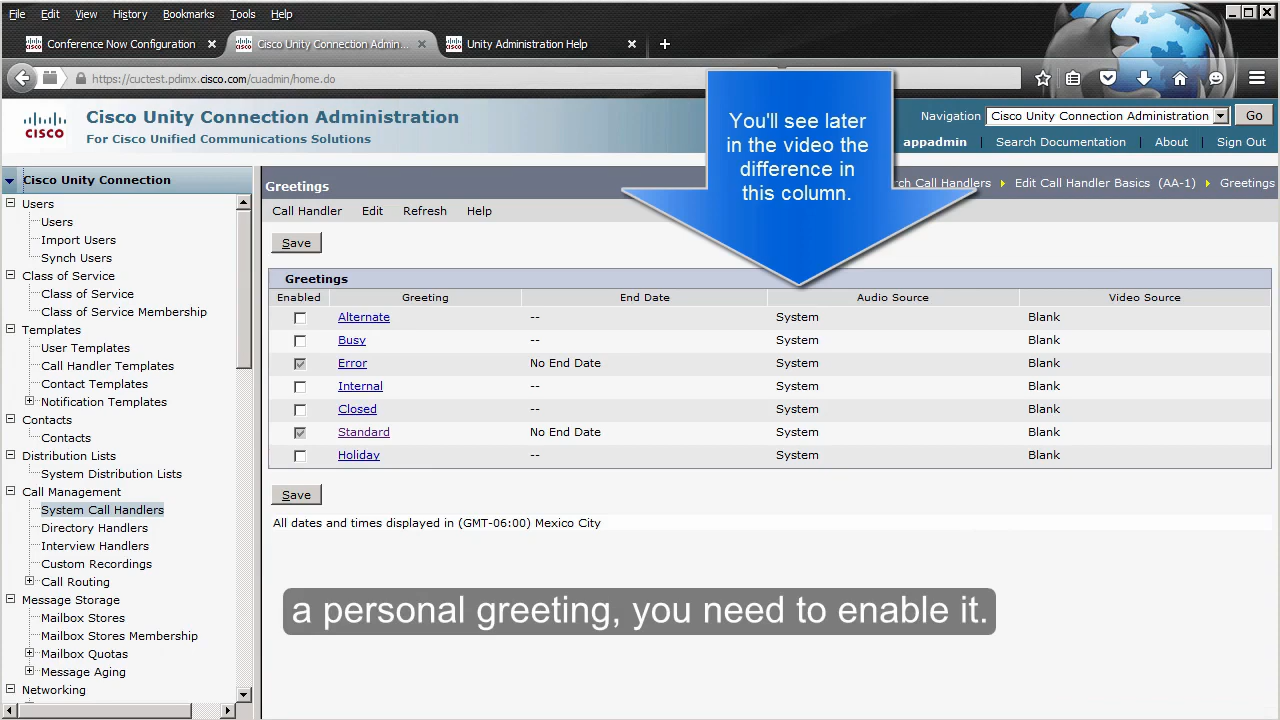 File Edit View History Bookmarks Tools Help
Conference Now Configuration × Cisco Unity Connection Admin... × Unity Administration Help ×
https://cuctest.pdimx.cisco.com/cuadmin/home.do
You'll see later
in the video the
difference in
this column.
cisco
Cisco Unity Connection Administration
For Cisco Unified Communications Solutions
Navigation Cisco Unity Connection Administration Go
appadmin | Search Documentation | About | Sign Out
Cisco Unity Connection
Users
Users
Import Users
Synch Users
Class of Service
Class of Service
Class of Service Membership
Templates
User Templates
Call Handler Templates
Contact Templates
Notification Templates
Contacts
Contacts
Distribution Lists
System Distribution Lists
Call Management
System Call Handlers
Directory Handlers
Interview Handlers
Custom Recordings
Call Routing
Message Storage
Mailbox Stores
Mailbox Stores Membership
Mailbox Quotas
Message Aging
Networking
Greetings
Call Handlers Edit Call Handler Basics (AA-1) Greetings
Call Handler Edit Refresh Help
Save
Greetings
Enabled Greeting End Date Audio Source Video Source
Alternate -- System Blank
Busy -- System Blank
Error No End Date System Blank
Internal -- System Blank
Closed -- System Blank
Standard No End Date System Blank
Holiday -- System Blank
Save
All dates and times displayed in (GMT-06:00) Mexico City
a personal greeting, you need to enable it.